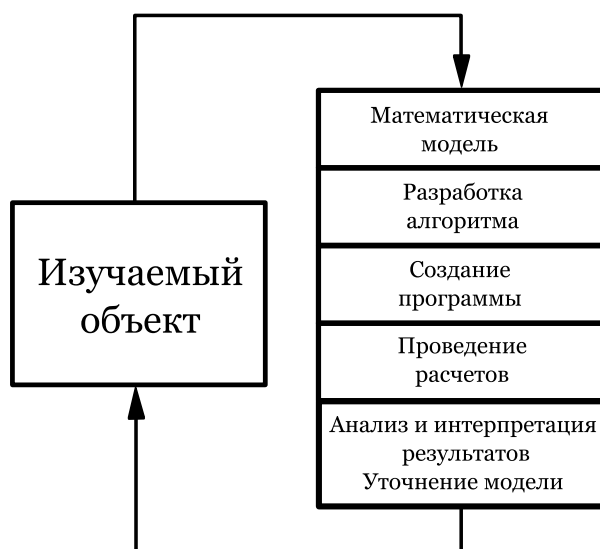 Изучаемый
объект
Математическая
модель
Разработка
алгоритма
Создание
программы
Проведение
расчетов
Анализ и интерпретация
результатов
Уточнение модели